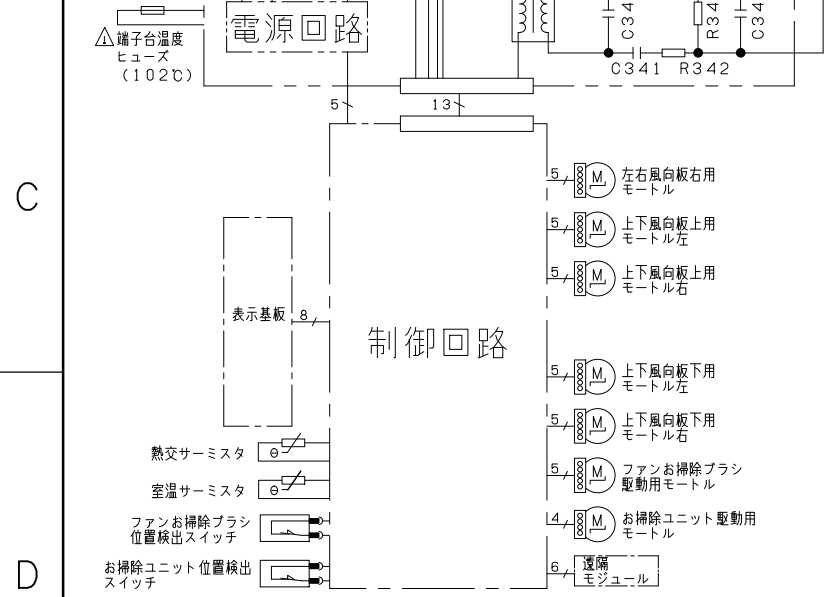 C34
R34
C34
電源回路
⚠端子台温度
ヒューズ
(102℃)
C341 R342
5
13
C
5
左右風向板右用
モートル
5
上下風向板上用
モートル左
5
上下風向板上用
モートル右
表示基板
8
制御回路
5
上下風向板下用
モートル左
5
上下風向板下用
モートル右
熱交サーミスタ
θ
5
ファンお掃除ブラシ
駆動用モートル
室温サーミスタ
θ
ファンお掃除ブラシ
位置検出スイッチ
4
お掃除ユニット駆動用
モートル
お掃除ユニット位置検出
スイッチ
6
遠隔
モジュール
D
M
M
M
M
M
M
M